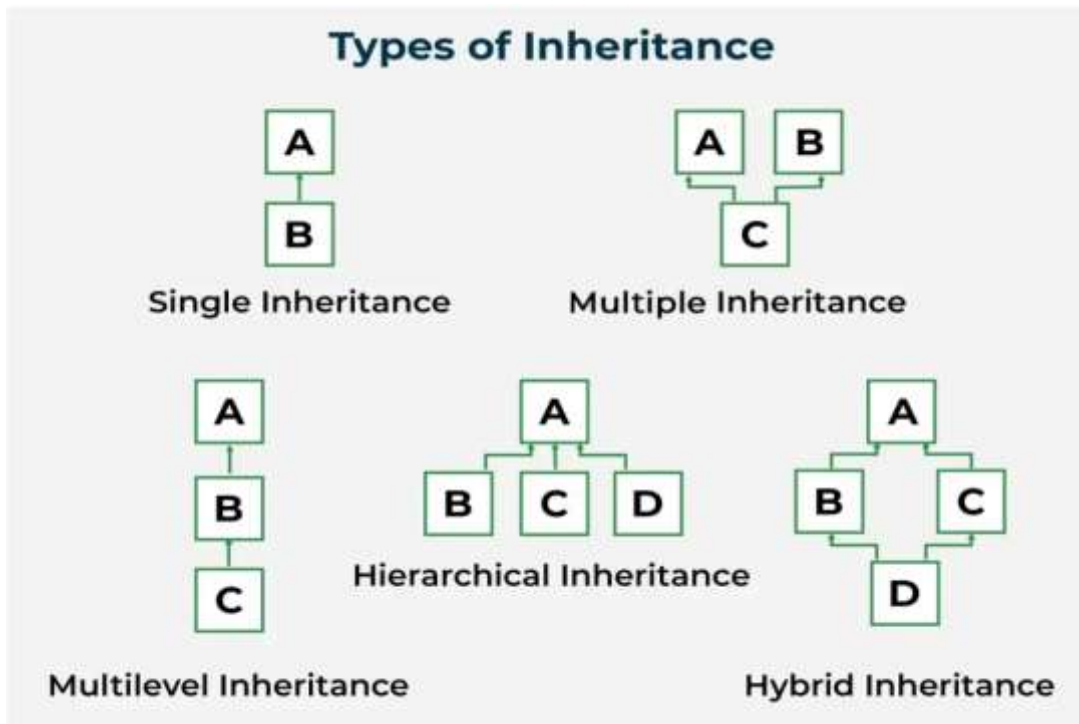 Types of Inheritance
A
B
Single Inheritance
A B
C
Multiple Inheritance
A
B
C
Multilevel Inheritance
A
B C D
Hierarchical Inheritance
A
B C
D
Hybrid Inheritance